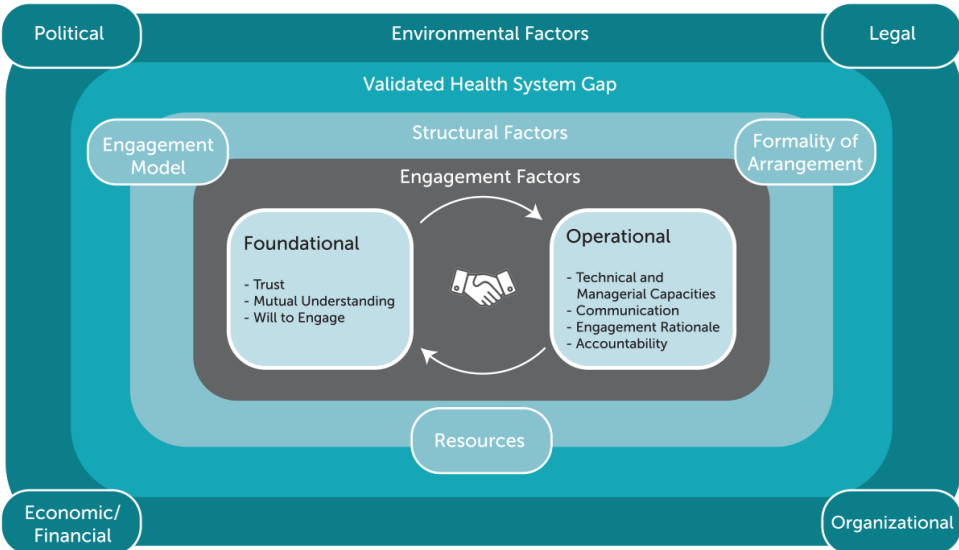 Political
Environmental Factors
Legal
Validated Health System Gap
Structural Factors
Engagement
Model
Formality of
Arrangement
Engagement Factors
Foundational
- Trust
- Mutual Understanding
- Will to Engage
Operational
- Technical and
Managerial Capacities
- Communication
- Engagement Rationale
- Accountability
Resources
Economic/
Financial
Organizational